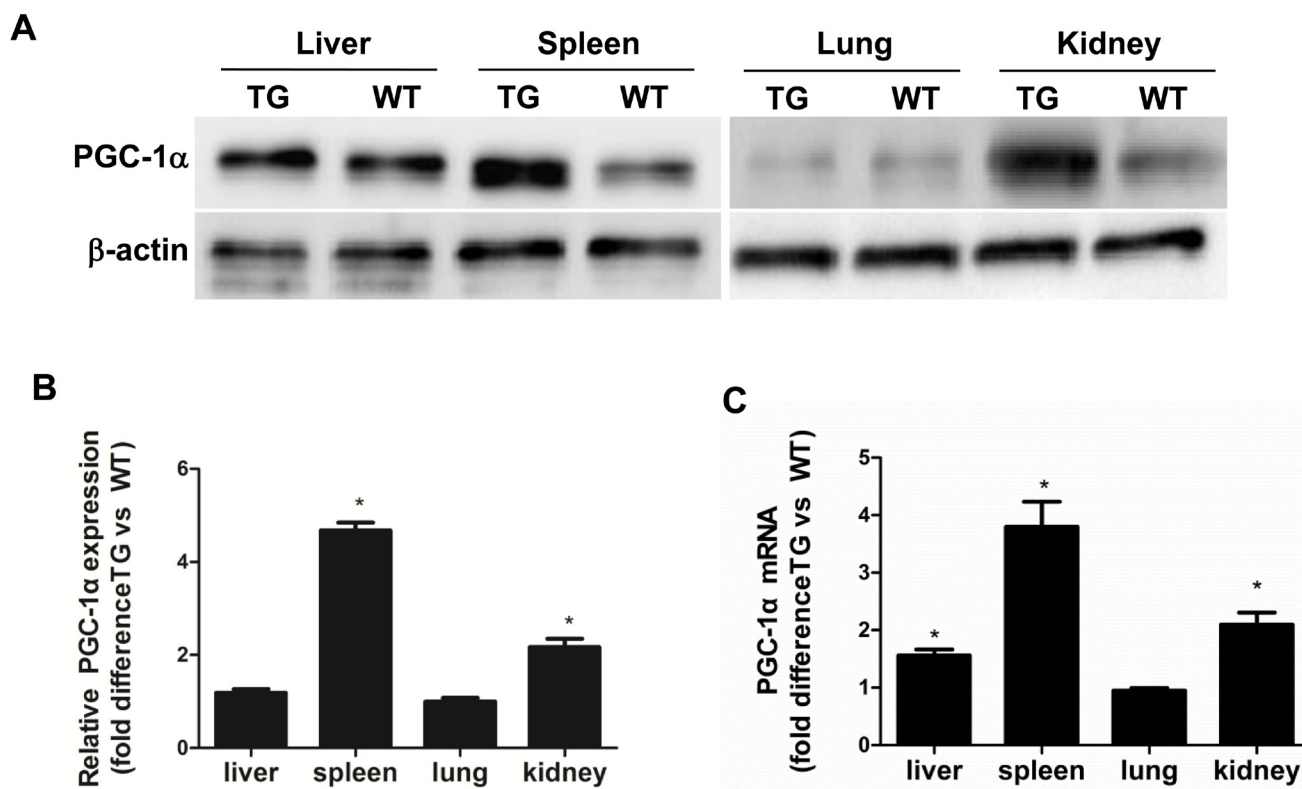 A
Liver Spleen Lung Kidney
TG WT TG WT TG WT TG WT
PGC-1α
β-actin
B
Relative PGC-1α expression
(fold differenceTG vs WT)
6
4
2
0
*
*
liver spleen lung kidney
C
PGC-1α mRNA
(fold differenceTG vs WT)
5
4
3
2
1
0
*
*
*
liver spleen lung kidney